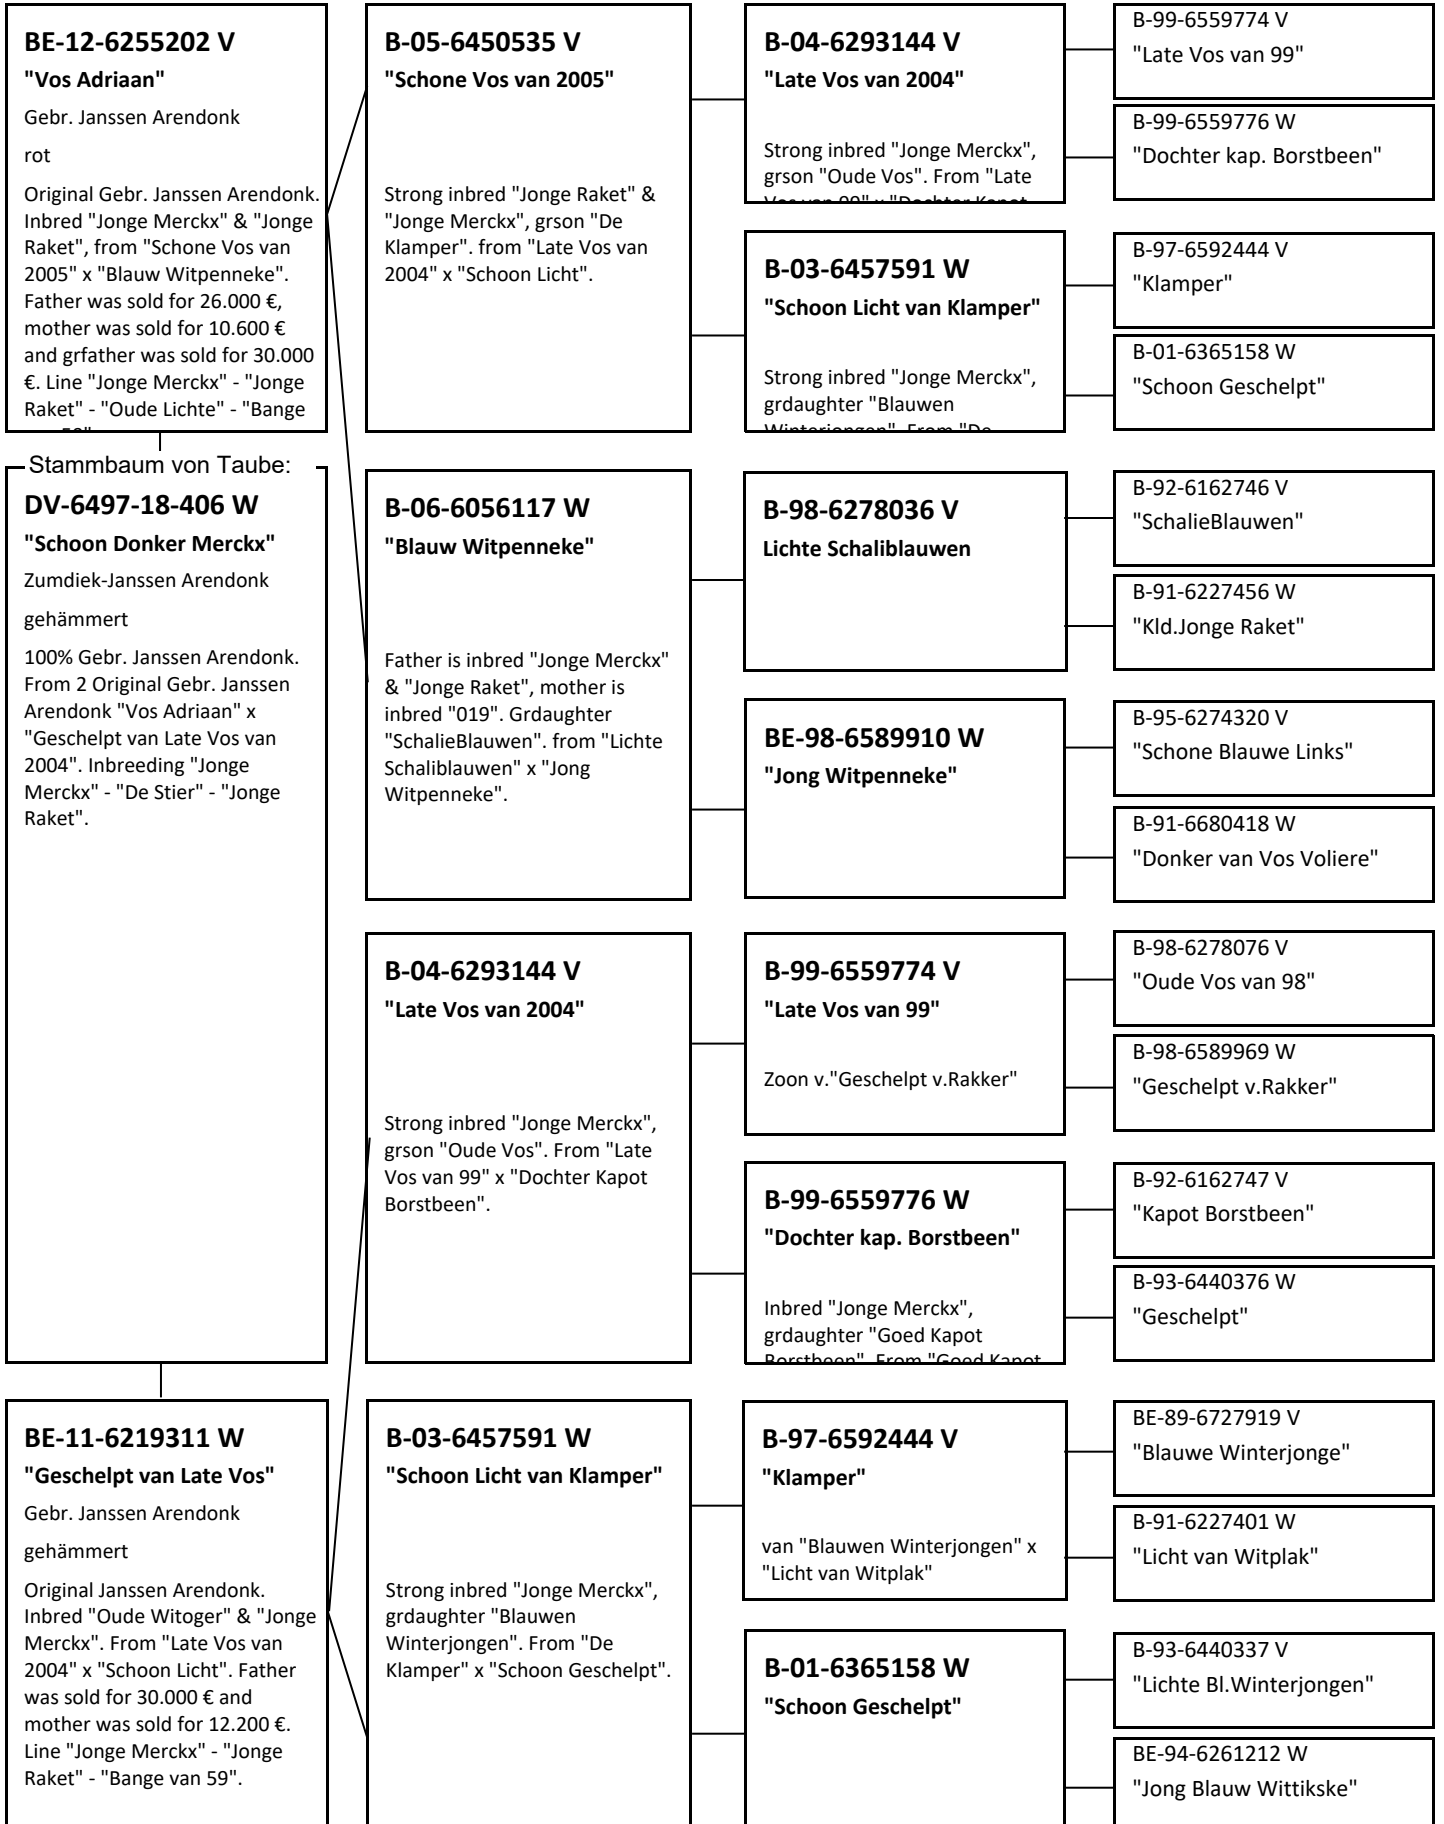 BE-12-6255202 V
"Vos Adriaan"
Gebr. Janssen Arendonk
rot
Original Gebr. Janssen Arendonk.
Inbred "Jonge Merckx" & "Jonge
Raket", from "Schone Vos van
2005" x "Blauw Witpenneke".
Father was sold for 26.000 €,
mother was sold for 10.600 €
and grfather was sold for 30.000
€. Line "Jonge Merckx" - "Jonge
Raket" - "Oude Lichte" - "Bange
Stammbaum von Taube:
DV-6497-18-406 W
"Schoon Donker Merckx"
Zumdiek-Janssen Arendonk
gehämmert
100% Gebr. Janssen Arendonk.
From 2 Original Gebr. Janssen
Arendonk "Vos Adriaan" x
"Geschelpt van Late Vos van
2004". Inbreeding "Jonge
Merckx" - "De Stier" - "Jonge
Raket".
BE-11-6219311 W
"Geschelpt van Late Vos"
Gebr. Janssen Arendonk
gehämmert
Original Janssen Arendonk.
Inbred "Oude Witoger" & "Jonge
Merckx". From "Late Vos van
2004" x "Schoon Licht". Father
was sold for 30.000 € and
mother was sold for 12.200 €.
Line "Jonge Merckx" - "Jonge
Raket" - "Bange van 59".
B-05-6450535 V
"Schone Vos van 2005"
Strong inbred "Jonge Raket" &
"Jonge Merckx", grson "De
Klamper". from "Late Vos van
2004" x "Schoon Licht".
B-06-6056117 W
"Blauw Witpenneke"
Father is inbred "Jonge Merckx"
& "Jonge Raket", mother is
inbred "019". Grdaughter
"SchalieBlauwen". from "Lichte
Schaliblauwen" x "Jong
Witpenneke".
B-04-6293144 V
"Late Vos van 2004"
Strong inbred "Jonge Merckx",
grson "Oude Vos". From "Late
Vos van 99" x "Dochter Kapot
Borstbeen".
B-03-6457591 W
"Schoon Licht van Klamper"
Strong inbred "Jonge Merckx",
grdaughter "Blauwen
Winterjongen". From "De
Klamper" x "Schoon Geschelpt".
B-04-6293144 V
"Late Vos van 2004"
Strong inbred "Jonge Merckx",
grson "Oude Vos". From "Late
Vos van 99" x "Dochter Kapot
B-03-6457591 W
"Schoon Licht van Klamper"
Strong inbred "Jonge Merckx",
grdaughter "Blauwen
Winterjongen". From "De
B-98-6278036 V
Lichte Schaliblauwen
BE-98-6589910 W
"Jong Witpenneke"
B-99-6559774 V
"Late Vos van 99"
Zoon v."Geschelpt v.Rakker"
B-99-6559776 W
"Dochter kap. Borstbeen"
Inbred "Jonge Merckx",
grdaughter "Goed Kapot
Borstbeen". From "Goed Kapot
B-97-6592444 V
"Klamper"
van "Blauwen Winterjongen" x
"Licht van Witplak"
B-01-6365158 W
"Schoon Geschelpt"
B-99-6559774 V
"Late Vos van 99"
B-99-6559776 W
"Dochter kap. Borstbeen"
B-97-6592444 V
"Klamper"
B-01-6365158 W
"Schoon Geschelpt"
B-92-6162746 V
"SchalieBlauwen"
B-91-6227456 W
"Kld.Jonge Raket"
B-95-6274320 V
"Schone Blauwe Links"
B-91-6680418 W
"Donker van Vos Voliere"
B-98-6278076 V
"Oude Vos van 98"
B-98-6589969 W
"Geschelpt v.Rakker"
B-92-6162747 V
"Kapot Borstbeen"
B-93-6440376 W
"Geschelpt"
BE-89-6727919 V
"Blauwe Winterjonge"
B-91-6227401 W
"Licht van Witplak"
B-93-6440337 V
"Lichte Bl.Winterjongen"
BE-94-6261212 W
"Jong Blauw Wittikske"